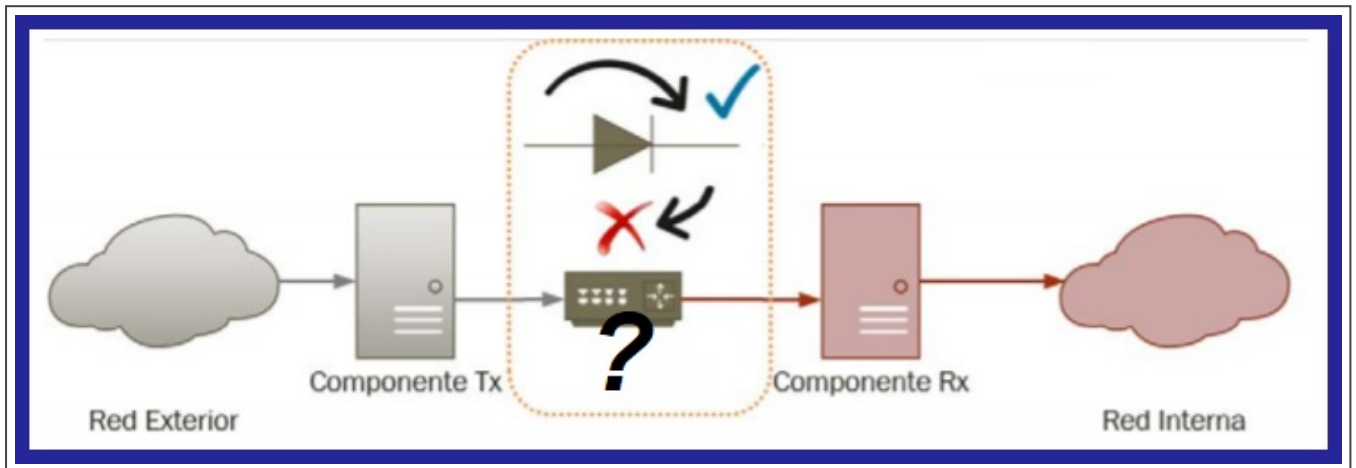 ?
Componente Tx
Componente Rx
Red Exterior
Red Interna